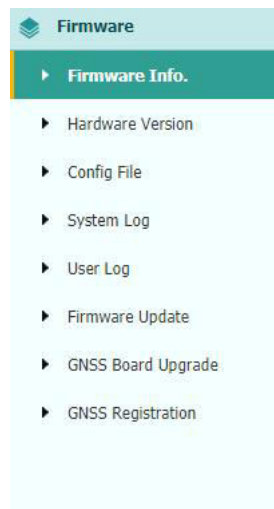 Firmware
Firmware Info.
Hardware Version
Config File
System Log
User Log
Firmware Update
GNSS Board Upgrade
GNSS Registration